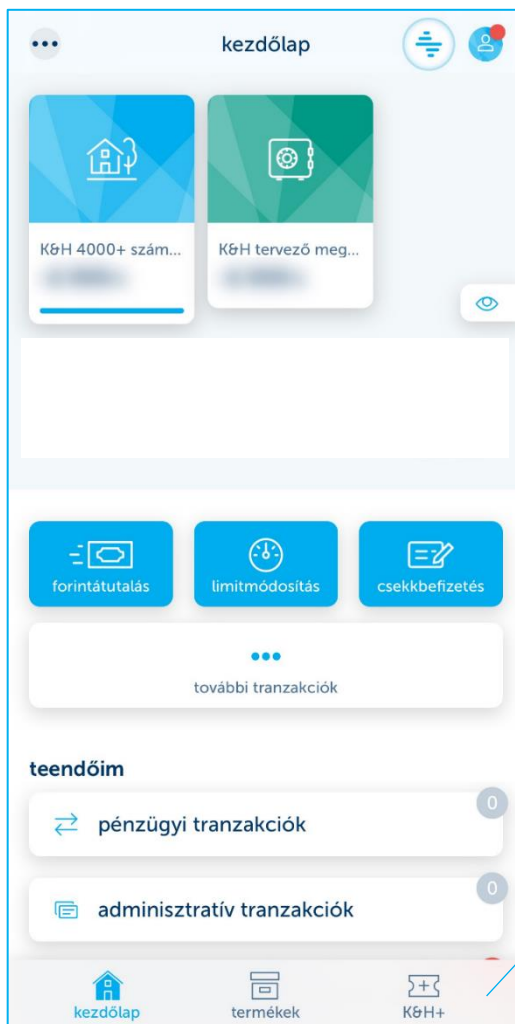 kezdőlap
K&H 4000+ szám...
K&H tervező meg...
forintátutalás
limitmódosítás
csekkbefizetés
további tranzakciók
teendőim
pénzügyi tranzakciók
0
adminisztratív tranzakciók
0
kezdőlap
termékek
K&H+